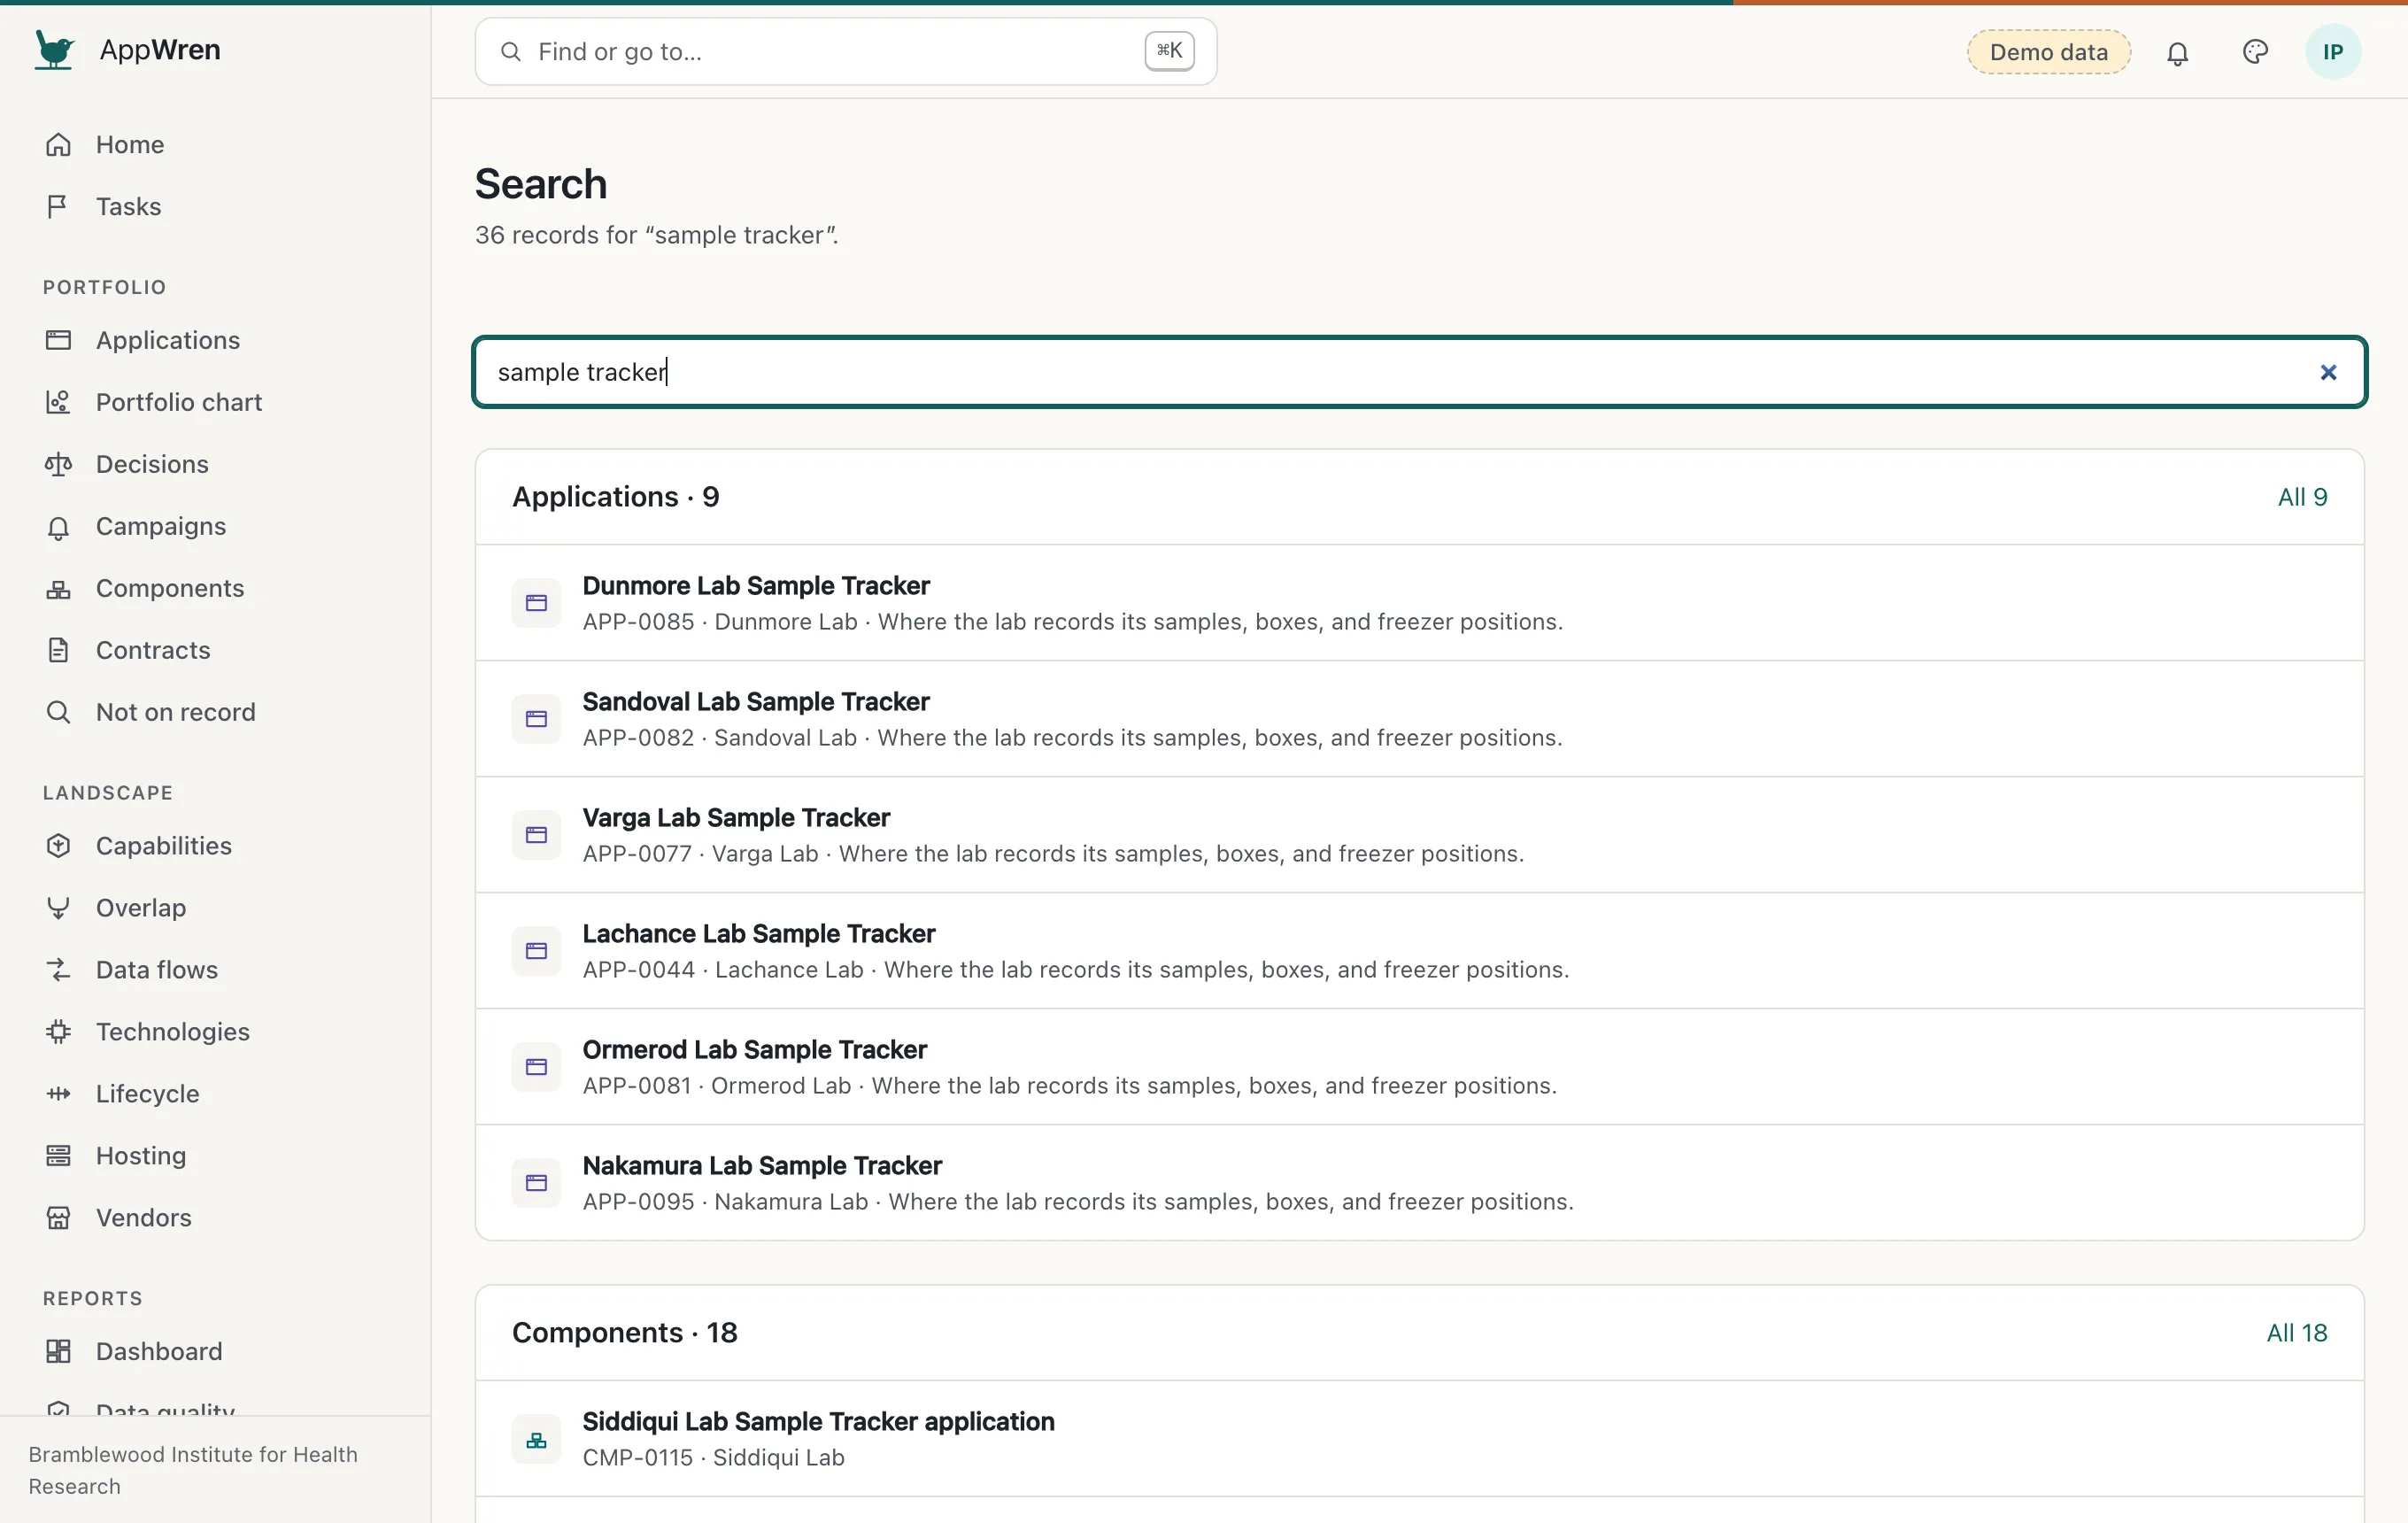 AppWren
Find or go to...
⌘K
Demo data
IP
Home
Tasks
PORTFOLIO
Applications
Portfolio chart
Decisions
Campaigns
Components
Contracts
Not on record
LANDSCAPE
Capabilities
Overlap
Data flows
Technologies
Lifecycle
Hosting
Vendors
REPORTS
Dashboard
Data quality
Bramblewood Institute for Health
Research
Search
36 records for “sample tracker”.
sample tracker
Applications · 9
All 9
Dunmore Lab Sample Tracker
APP-0085 · Dunmore Lab · Where the lab records its samples, boxes, and freezer positions.
Sandoval Lab Sample Tracker
APP-0082 · Sandoval Lab · Where the lab records its samples, boxes, and freezer positions.
Varga Lab Sample Tracker
APP-0077 · Varga Lab · Where the lab records its samples, boxes, and freezer positions.
Lachance Lab Sample Tracker
APP-0044 · Lachance Lab · Where the lab records its samples, boxes, and freezer positions.
Ormerod Lab Sample Tracker
APP-0081 · Ormerod Lab · Where the lab records its samples, boxes, and freezer positions.
Nakamura Lab Sample Tracker
APP-0095 · Nakamura Lab · Where the lab records its samples, boxes, and freezer positions.
Components · 18
All 18
Siddiqui Lab Sample Tracker application
CMP-0115 · Siddiqui Lab